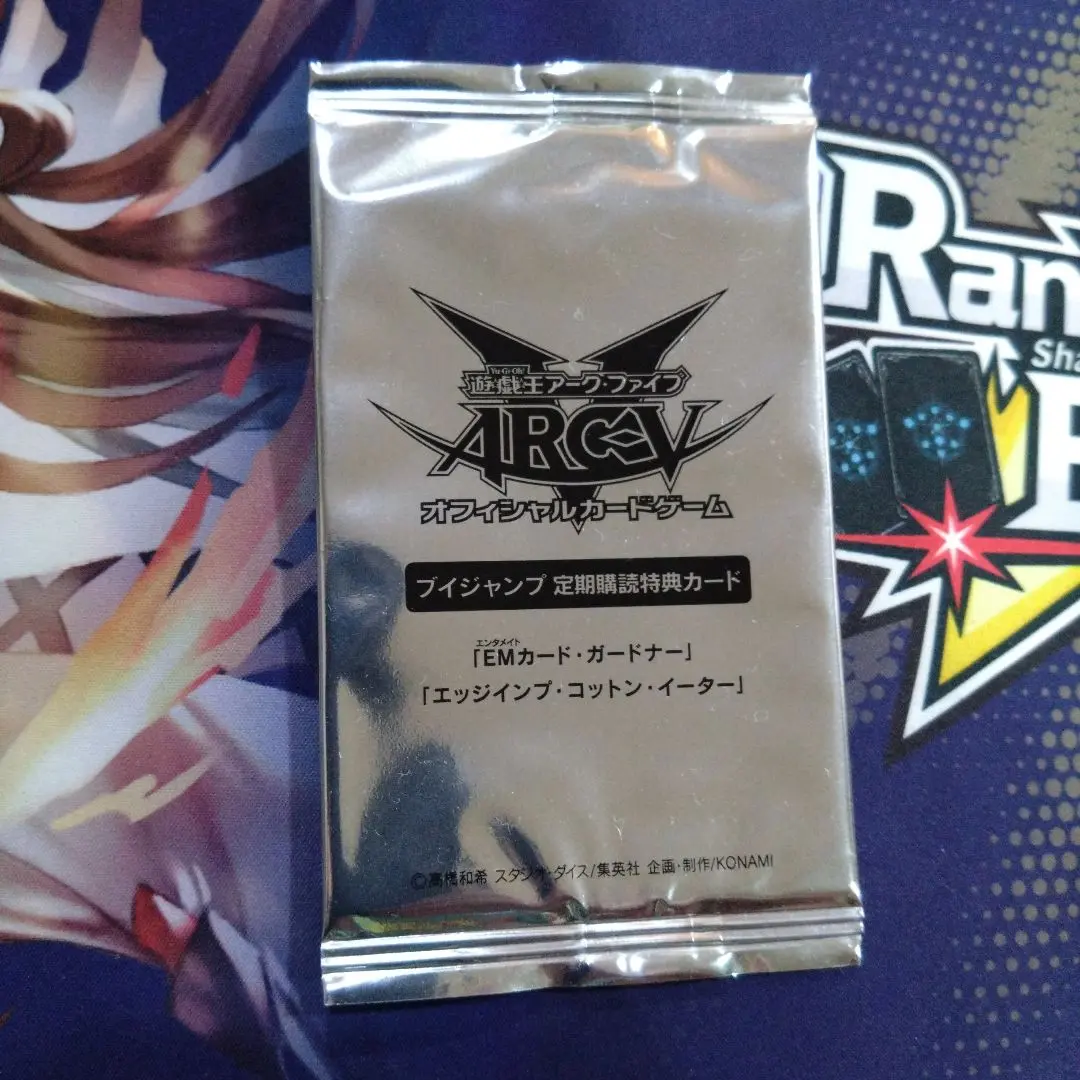 Yu-Gi-Oh!
遊戯王アーク・ファイブ
ARC-V
オフィシャルカードゲーム
ブイジャンプ 定期購読特典カード
エンタメイト
「EMカード・ガードナー」
「エッジインプ・コットン・イーター」
©高橋和希 スタジオ・ダイス/集英社 企画・制作/KONAMI
Ran
Sha
X